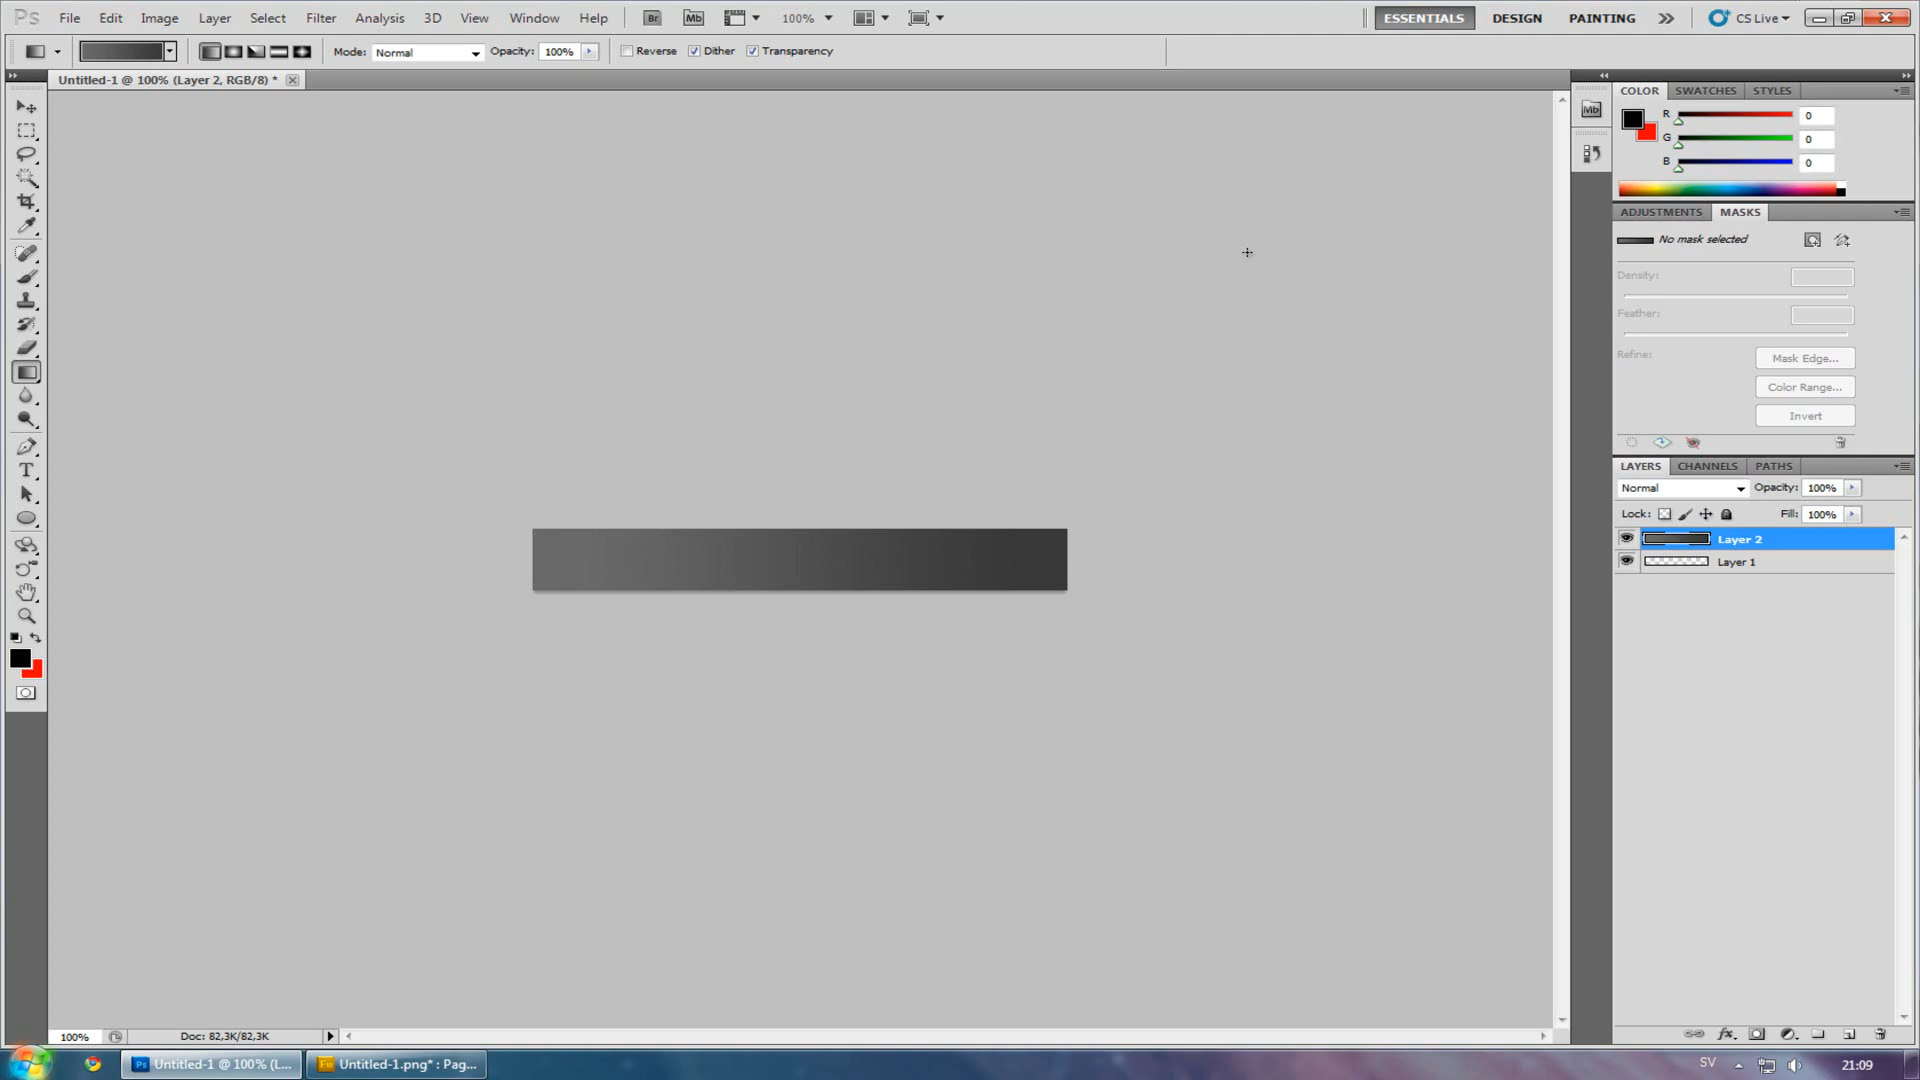 Ps File Edit Image Layer Select Filter Analysis 3D View Window Help Br Mb 100% ESSENTIALS DESIGN PAINTING CS Live
Mode: Normal Opacity: 100% Reverse Dither Transparency
Untitled-1 @ 100% (Layer 2, RGB/8) *
COLOR SWATCHES STYLES
Mb
R 0
G 0
B 0
ADJUSTMENTS MASKS
No mask selected
Density:
Feather:
Refine: Mask Edge...
Color Range...
Invert
LAYERS CHANNELS PATHS
Normal Opacity: 100%
Lock: Fill: 100%
Layer 2
Layer 1
T
100% Doc: 82,3K/82,3K
fx
Ps Untitled-1 @ 100% (L... Fw Untitled-1.png* : Pag... SV 21:09